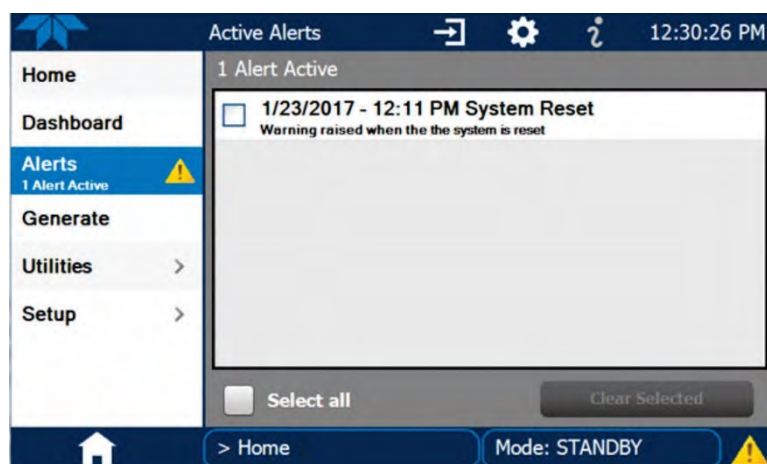 Active Alerts
12:30:26 PM
Home
Dashboard
Alerts
1 Alert Active
Generate
Utilities
Setup
1 Alert Active
1/23/2017 - 12:11 PM System Reset
Warning raised when the the system is reset
Select all
Clear Selected
> Home
Mode: STANDBY